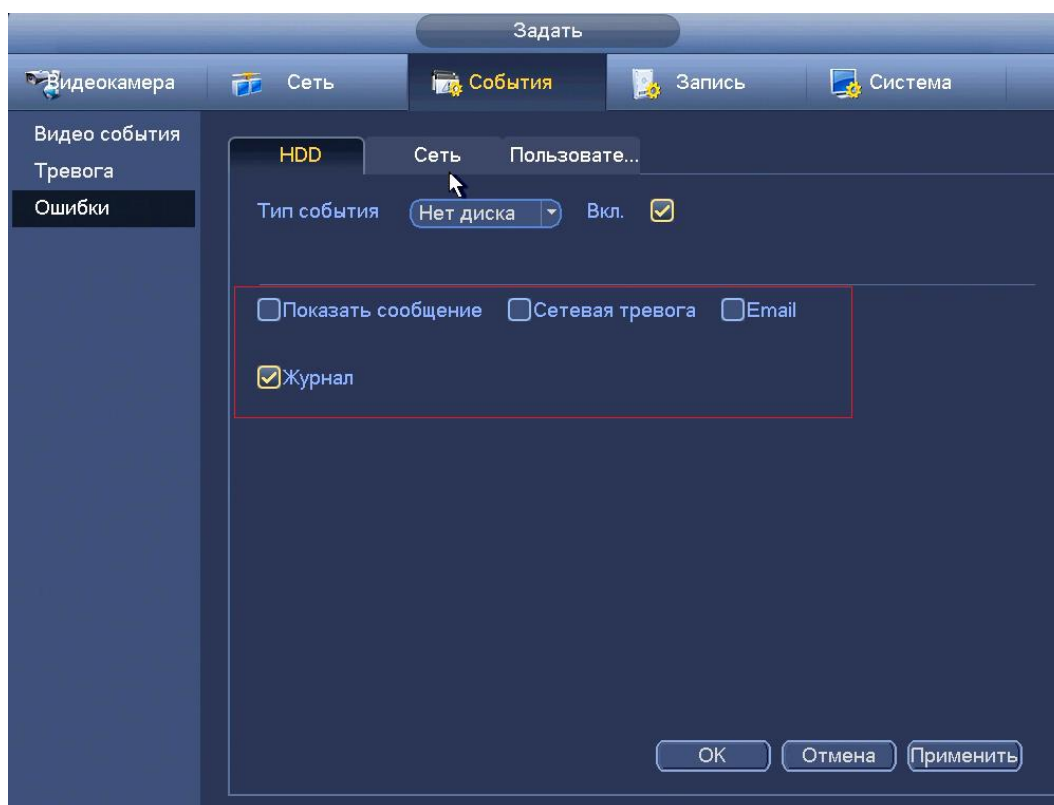 Задать
Видеокамера Сеть События Запись Система
Видео события
Тревога
Ошибки
HDD Сеть Пользовате...
Тип события Нет диска Вкл.
Показать сообщение Сетевая тревога Email
Журнал
OK Отмена Применить